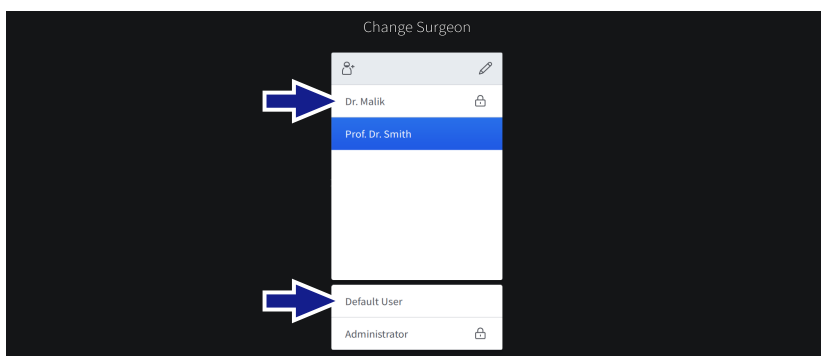 Change Surgeon
Dr. Malik
Prof. Dr. Smith
Default User
Administrator